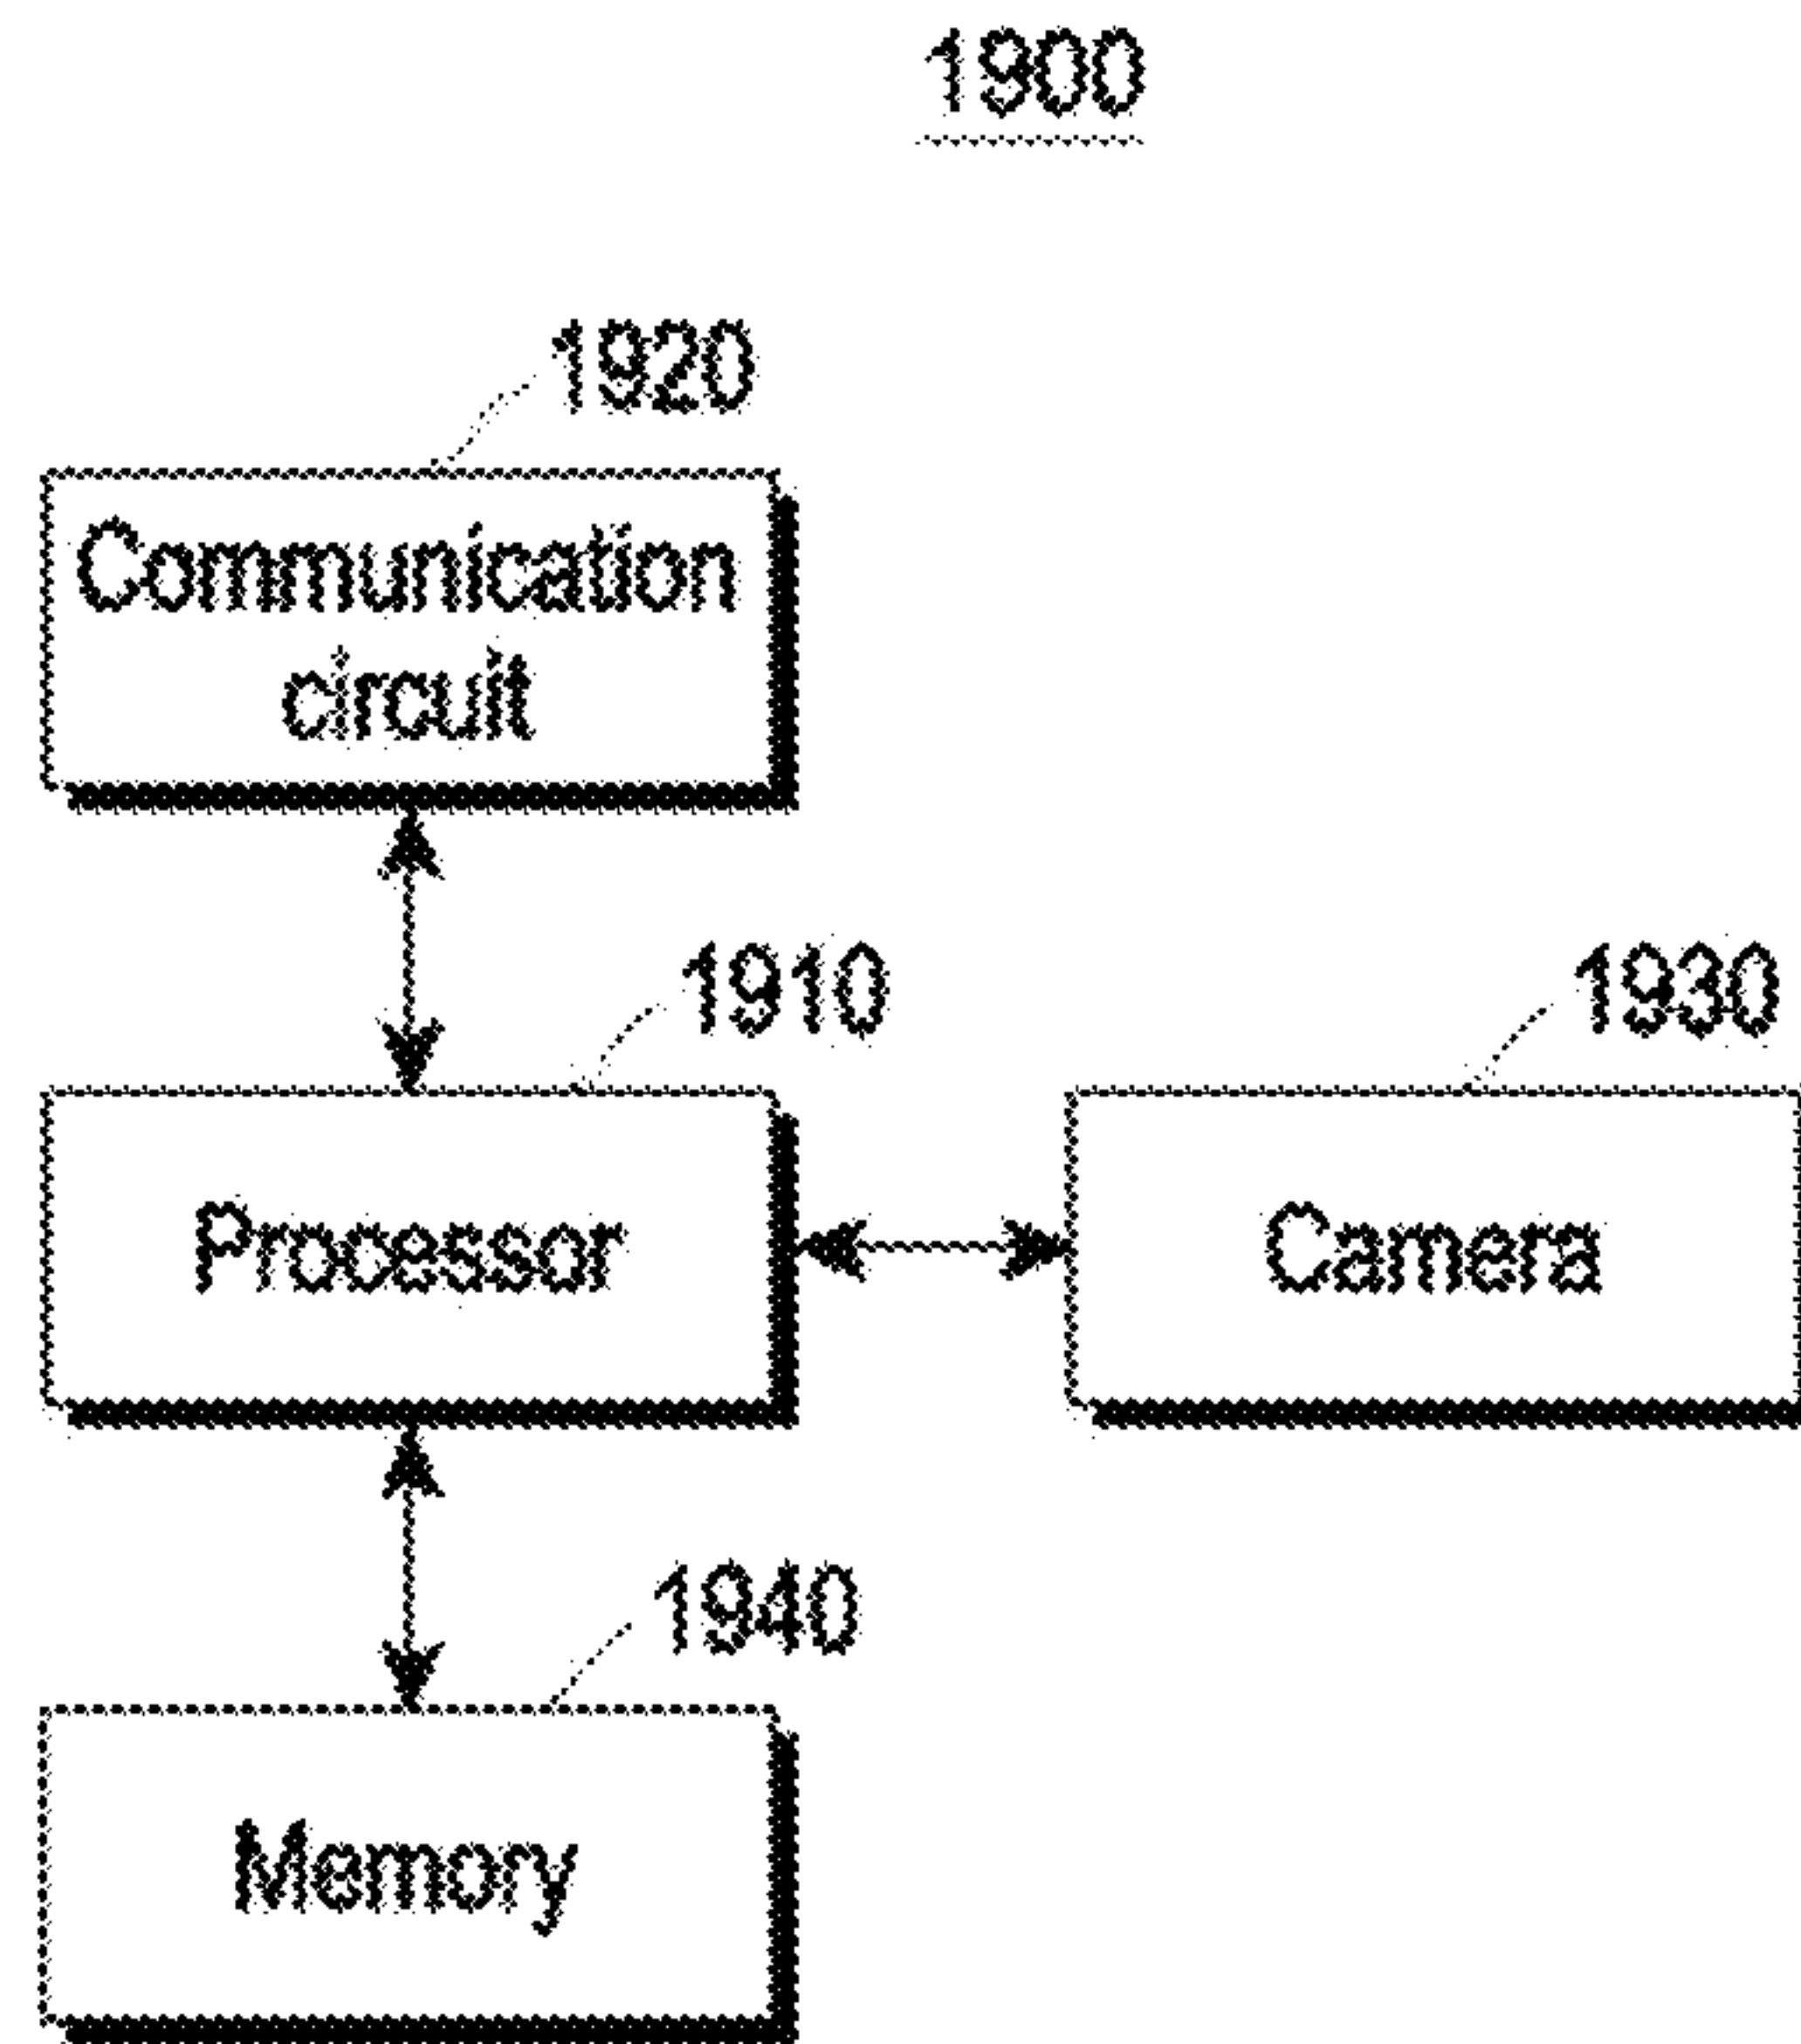 1900
1920
Communication
circuit
1910
1930
Processor
Camera
1940
Memory